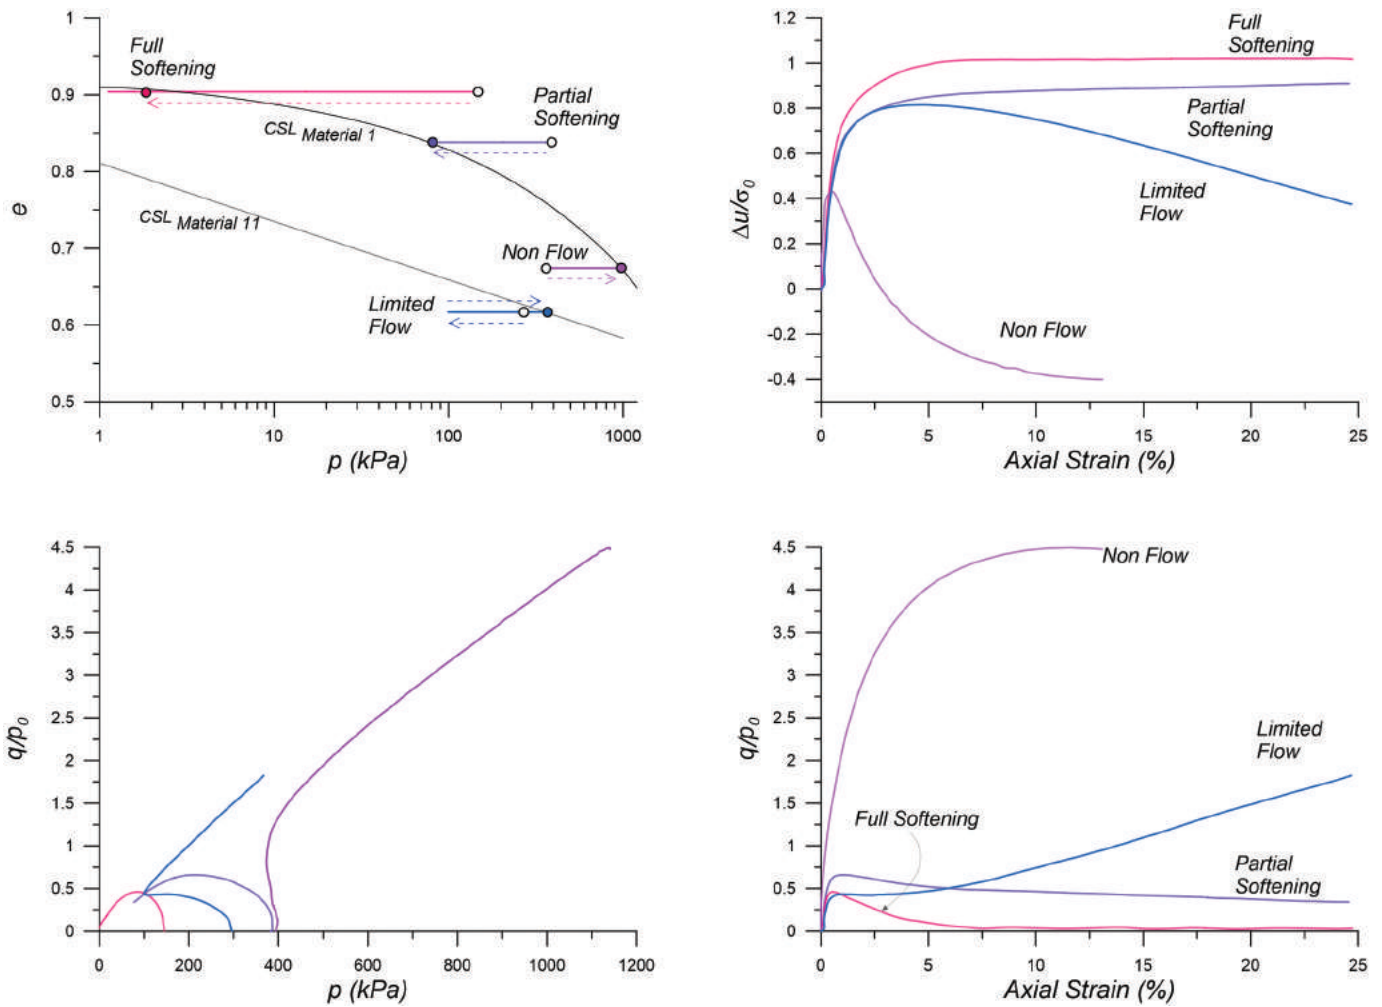 1
0.9
0.8
0.7
0.6
0.5
e
Full
Softening
Partial
Softening
CSL Material 1
CSL Material 11
Non Flow
Limited
Flow
1
10
100
1000
p (kPa)
1.2
1
0.8
0.6
0.4
0.2
0
-0.2
-0.4
Δu/σ0
Full
Softening
Partial
Softening
Limited
Flow
Non Flow
0
5
10
15
20
25
Axial Strain (%)
4.5
4
3.5
3
2.5
2
1.5
1
0.5
0
q/p0
0
200
400
600
800
1000
1200
p (kPa)
4.5
4
3.5
3
2.5
2
1.5
1
0.5
0
q/p0
Non Flow
Limited
Flow
Full Softening
Partial
Softening
0
5
10
15
20
25
Axial Strain (%)